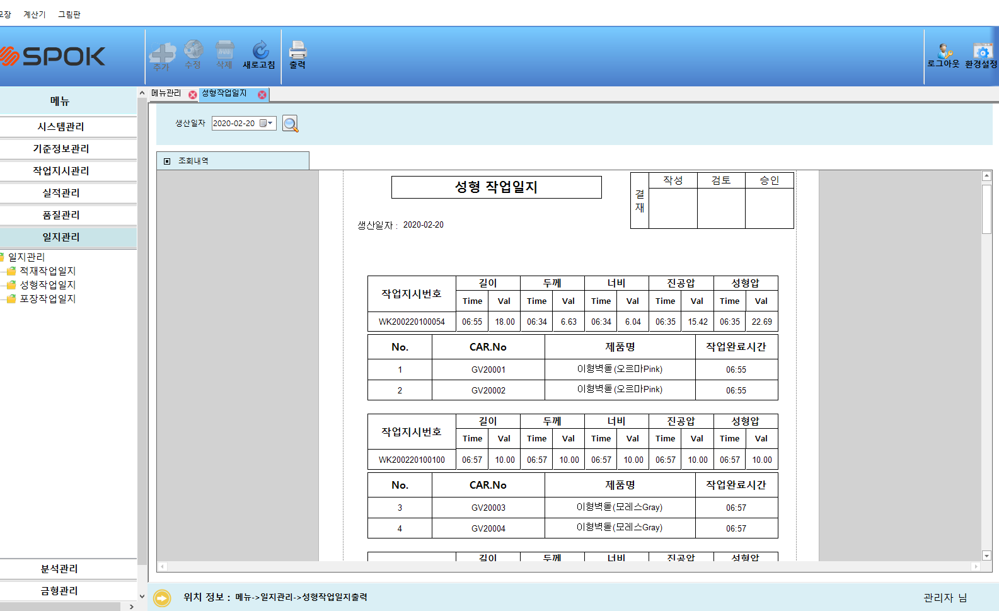 계산기 그림판
SPOK
추가 수정 삭제 새로고침 출력 로그아웃 환경설정
메뉴
시스템관리
기준정보관리
작업지시관리
실적관리
품질관리
일지관리
일지관리
적재작업일지
성형작업일지
포장작업일지
분석관리
금형관리
메뉴관리 성형작업일지
생산일자 2020-02-20
조회내역
성형 작업일지
결재 작성 검토 승인
생산일자 : 2020-02-20
작업지시번호 길이 두께 너비 진공압 성형압
Time Val Time Val Time Val Time Val Time Val
WK200220100054 06:55 18.00 06:34 6.63 06:34 6.04 06:35 15.42 06:35 22.69
No. CAR.No 제품명 작업완료시간
1 GV20001 이형벽돌(오르마Pink) 06:55
2 GV20002 이형벽돌(오르마Pink) 06:55
작업지시번호 길이 두께 너비 진공압 성형압
Time Val Time Val Time Val Time Val Time Val
WK200220100100 06:57 10.00 06:57 10.00 06:57 10.00 06:57 10.00 06:57 10.00
No. CAR.No 제품명 작업완료시간
3 GV20003 이형벽돌(모레스Gray) 06:57
4 GV20004 이형벽돌(모레스Gray) 06:57
길이 두께 너비 진공압 성형압
위치 정보 : 메뉴->일지관리->성형작업일지출력
관리자 님